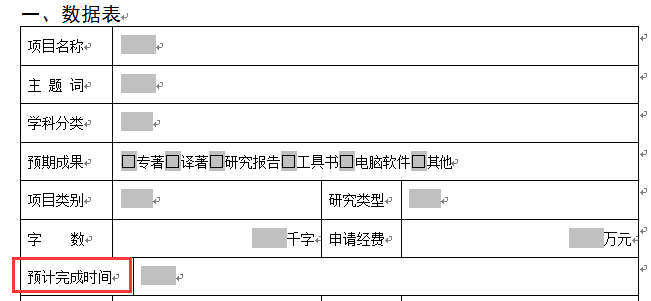 一、数据表
项目名称
主 题 词
学科分类
预期成果 □专著□译著□研究报告□工具书□电脑软件□其他
项目类别 研究类型
字 数 千字 申请经费 万元
预计完成时间